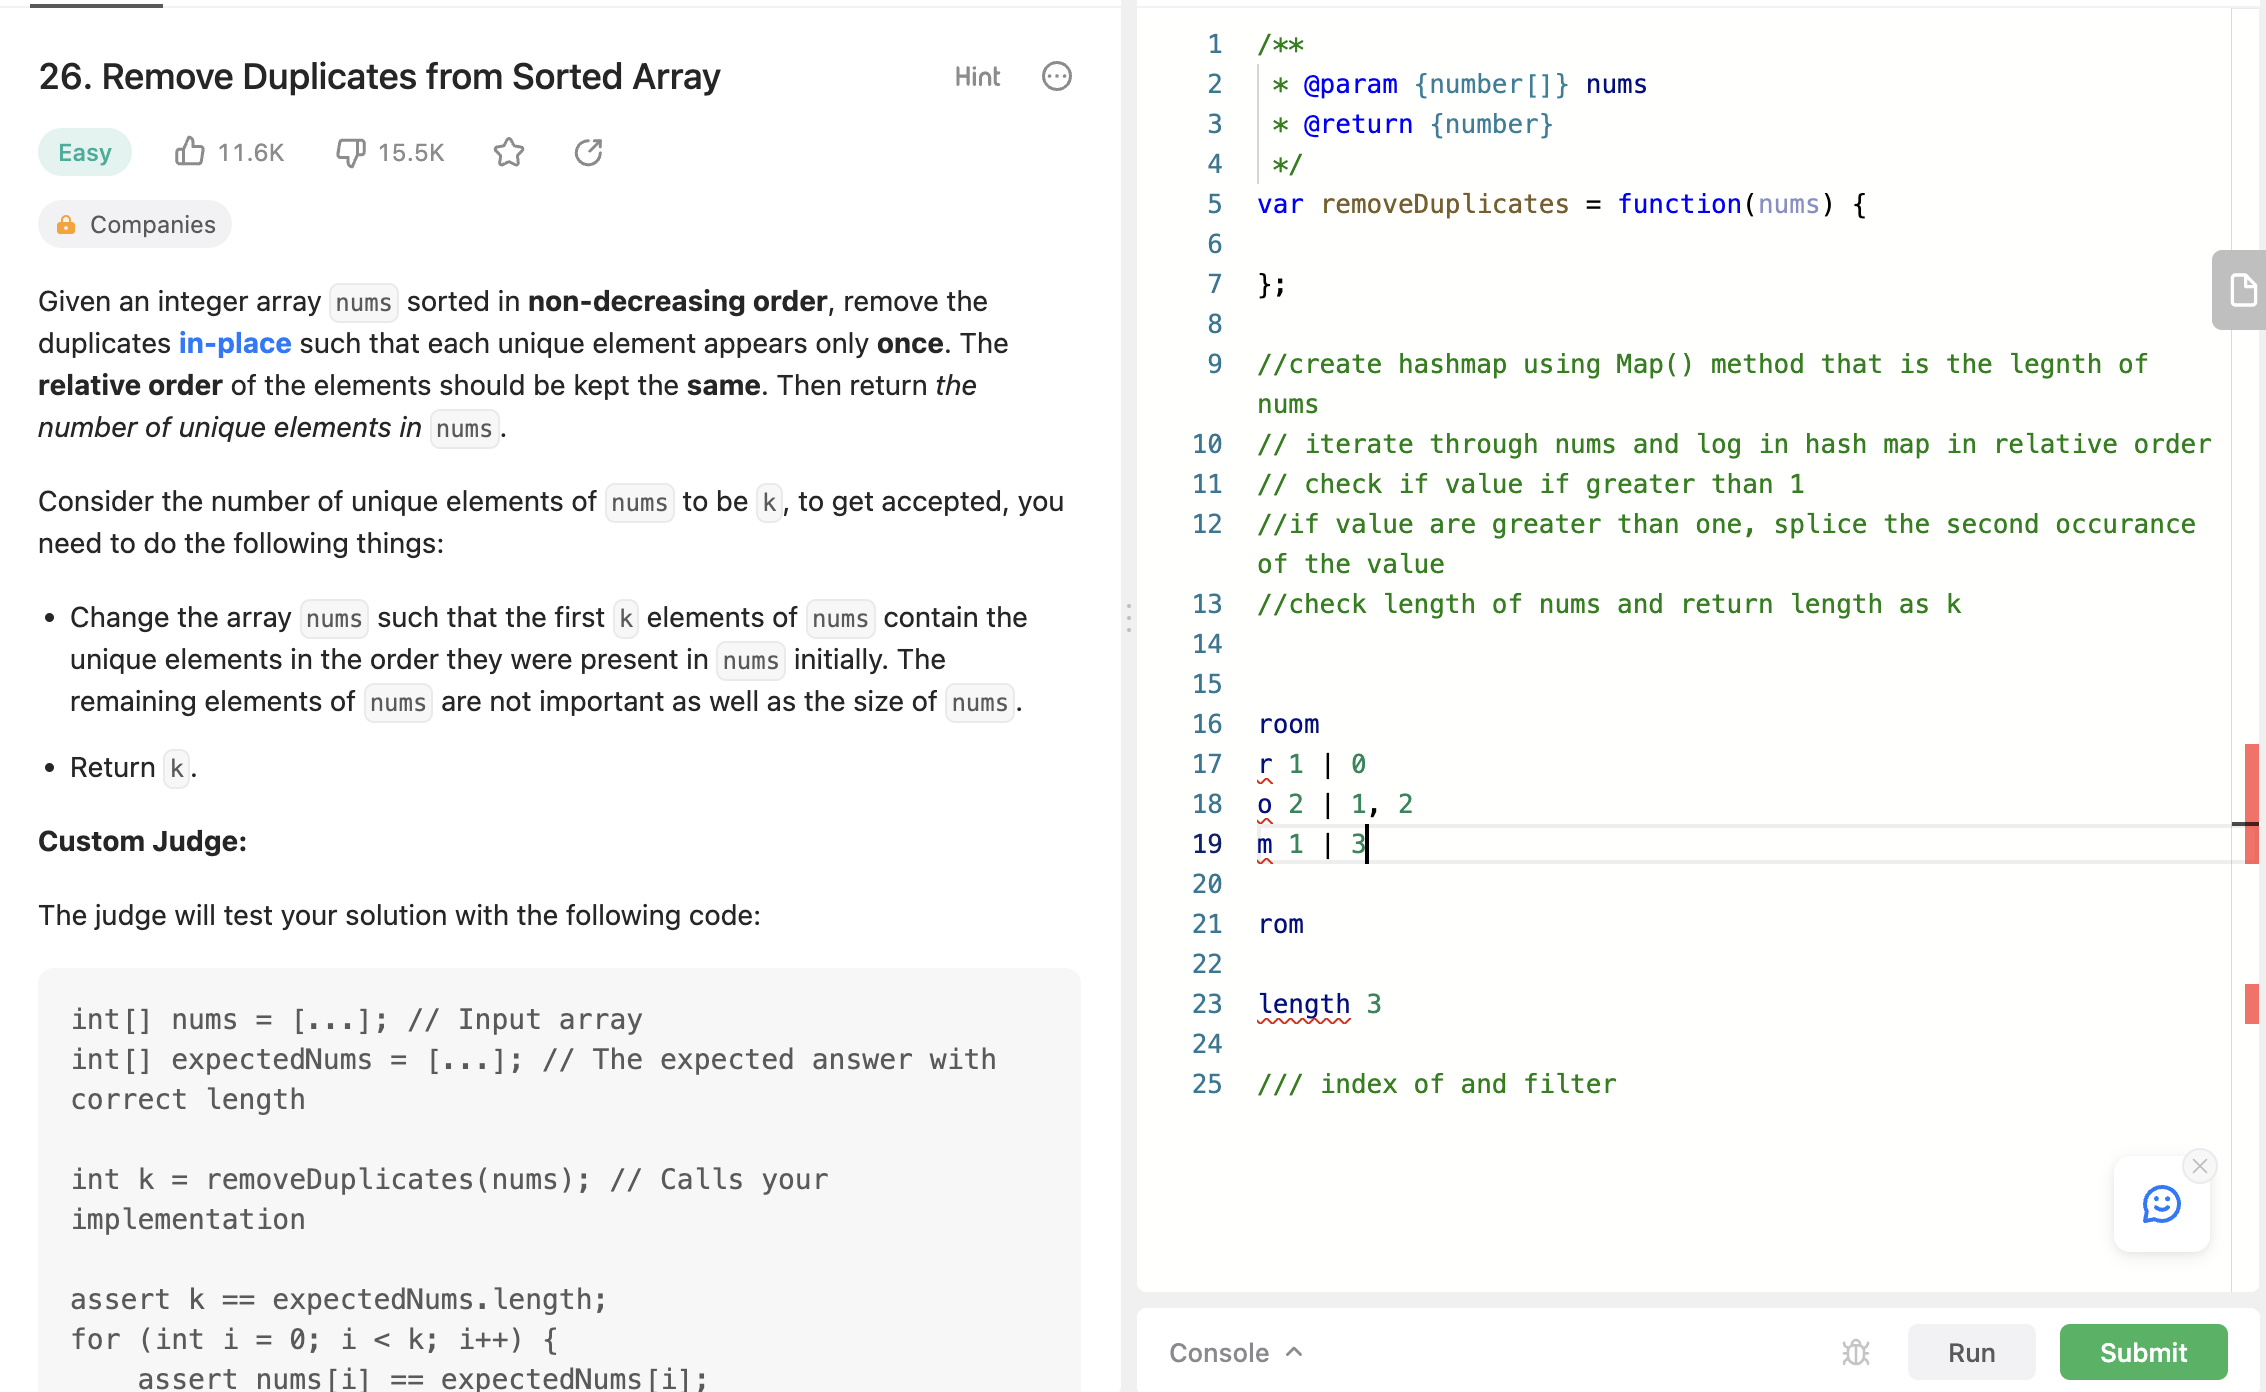 26. Remove Duplicates from Sorted Array
Hint
Easy
11.6K
15.5K
Companies
Given an integer array nums sorted in non-decreasing order, remove the
duplicates in-place such that each unique element appears only once. The
relative order of the elements should be kept the same. Then return the
number of unique elements in nums.
Consider the number of unique elements of nums to be k, to get accepted, you
need to do the following things:
• Change the array nums such that the first k elements of nums contain the
unique elements in the order they were present in nums initially. The
remaining elements of nums are not important as well as the size of nums.
• Return k.
Custom Judge:
The judge will test your solution with the following code:
int[] nums = [...]; // Input array
int[] expectedNums = [...]; // The expected answer with
correct length
int k = removeDuplicates(nums); // Calls your
implementation
assert k == expectedNums.length;
for (int i = 0; i < k; i++) {
    assert nums[i] == expectedNums[i];
1 /**
2  * @param {number[]} nums
3  * @return {number}
4  */
5 var removeDuplicates = function(nums) {
6
7 };
8
9 //create hashmap using Map() method that is the legnth of
nums
10 // iterate through nums and log in hash map in relative order
11 // check if value if greater than 1
12 //if value are greater than one, splice the second occurance
of the value
13 //check length of nums and return length as k
14
15
16 room
17 r 1 | 0
18 o 2 | 1, 2
19 m 1 | 3
20
21 rom
22
23 length 3
24
25 /// index of and filter
Console
Run
Submit